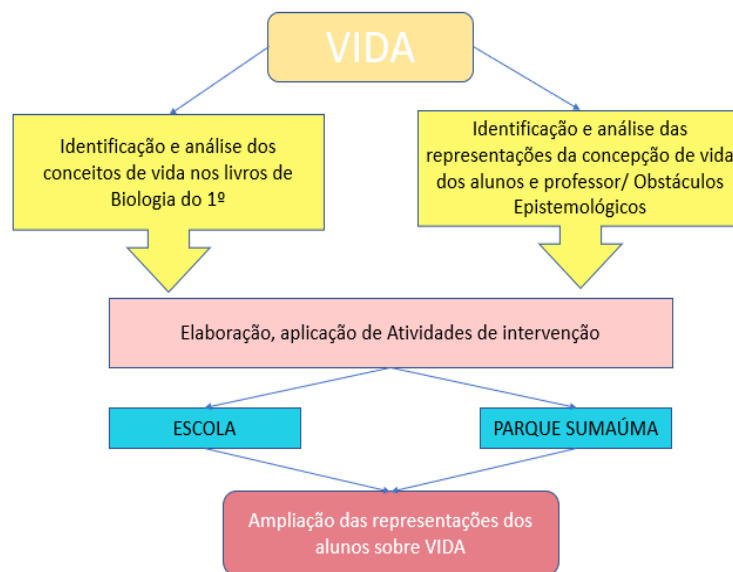 VIDA
Identificação e análise dos
conceitos de vida nos livros de
Biologia do 1º
Identificação e análise das
representações da concepção de vida
dos alunos e professor/ Obstáculos
Epistemológicos
Elaboração, aplicação de Atividades de intervenção
ESCOLA
PARQUE SUMAÚMA
Ampliação das representações dos
alunos sobre VIDA